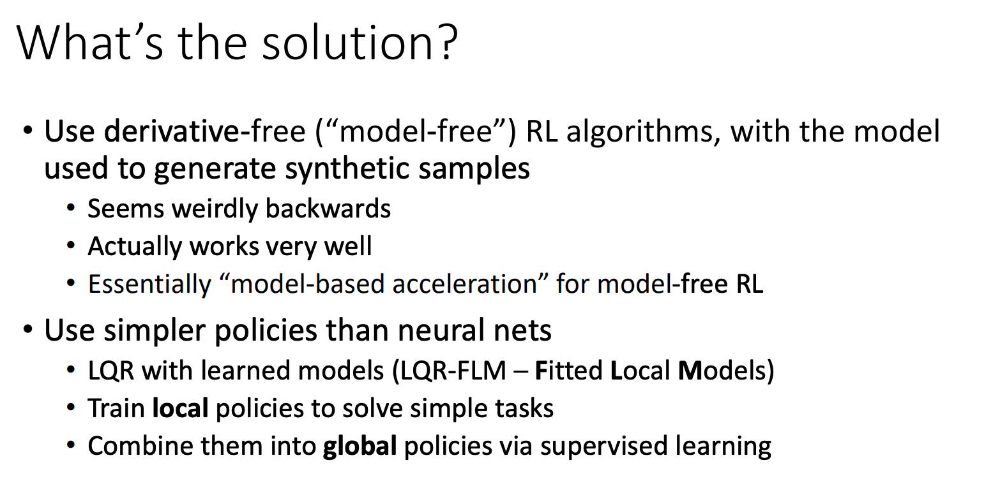 What’s the solution?
• Use derivative-free (“model-free”) RL algorithms, with the model
used to generate synthetic samples
• Seems weirdly backwards
• Actually works very well
• Essentially “model-based acceleration” for model-free RL
• Use simpler policies than neural nets
• LQR with learned models (LQR-FLM – Fitted Local Models)
• Train local policies to solve simple tasks
• Combine them into global policies via supervised learning